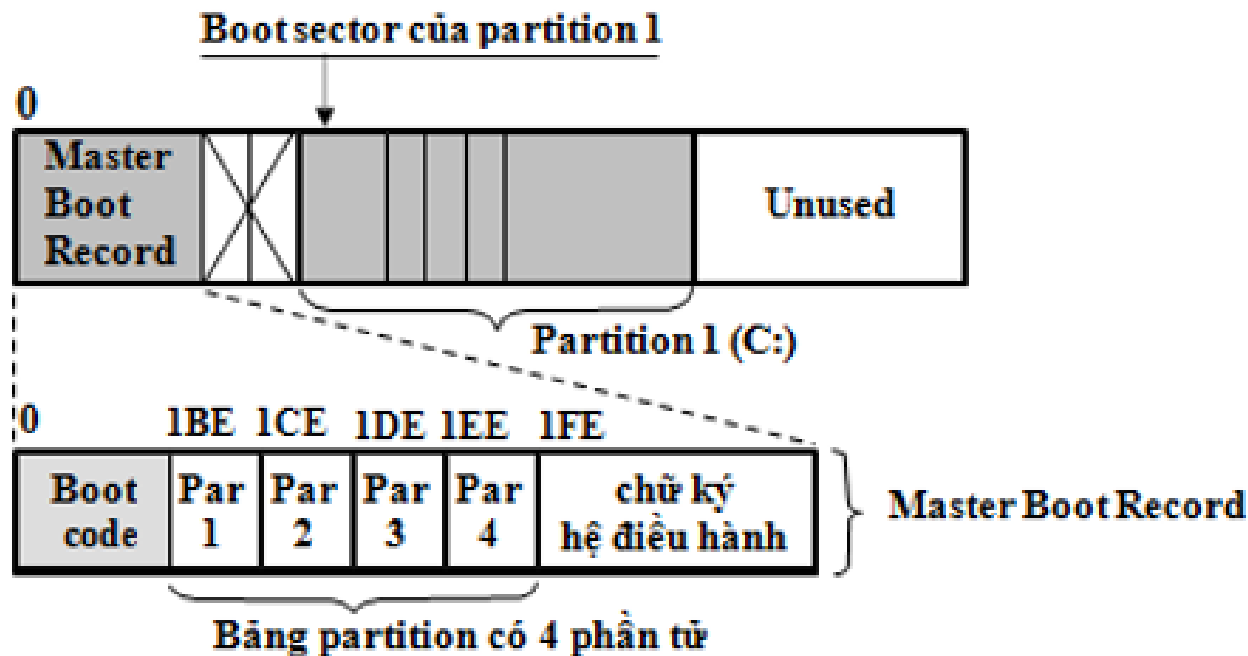 Boot sector của partition 1
0
Master
Boot
Record
Unused
Partition 1 (C:)
0 1BE 1CE 1DE 1EE 1FE
Boot code
Par 1
Par 2
Par 3
Par 4
chữ ký
hệ điều hành
Master Boot Record
Bảng partition có 4 phần tử